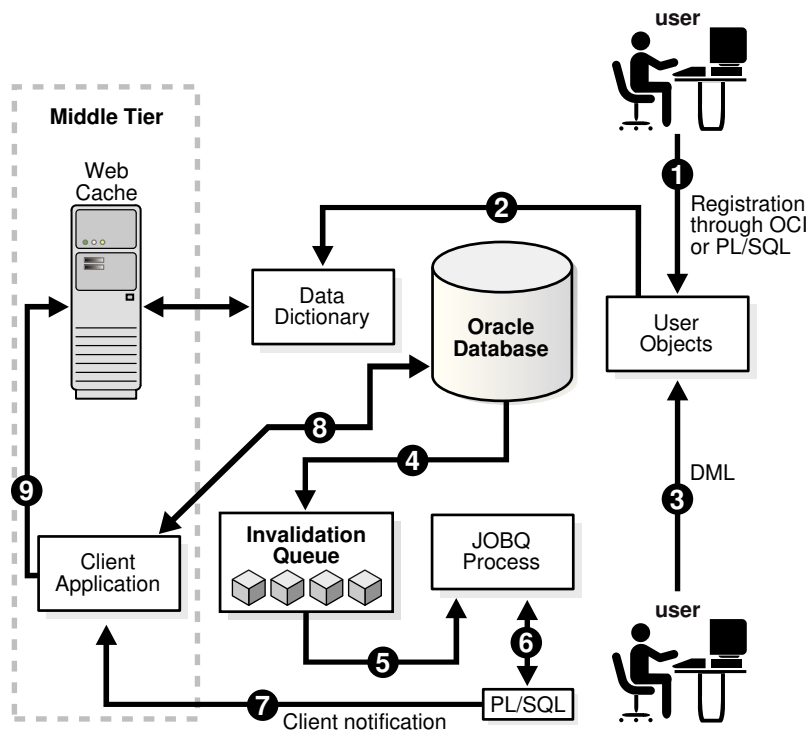 user
Middle Tier
Web
Cache
1
2
Registration
through OCI
or PL/SQL
Data
Dictionary
Oracle
Database
User
Objects
8
4
DML
3
9
Invalidation
Queue
JOBQ
Process
Client
Application
user
5
6
7
PL/SQL
Client notification